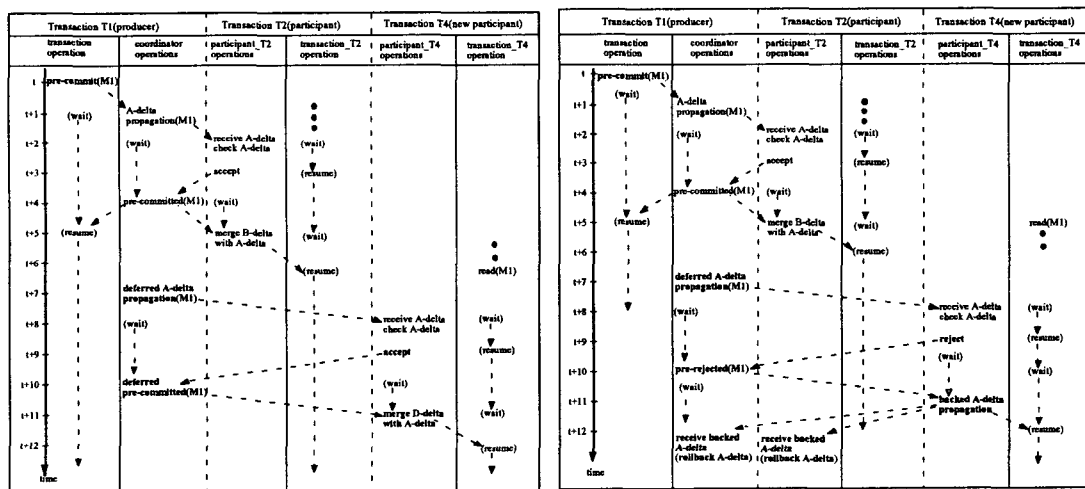 Transaction T1(producer) Transaction T2(participant) Transaction T4(new participant)
transaction operation coordinator operations participant_T2 operations transaction_T2 operation participant_T4 operations transaction_T4 operation
t pre-commit(M1)
A-delta
t+1 (wait) propagation(M1)
t+2 (wait) receive A-delta (wait)
check A-delta
t+3 accept (resume)
t+4 pre-committed(M1) (wait)
t+5 (resume) merge B-delta (wait)
with A-delta
t+6 (resume) read(M1)
deferred A-delta
t+7 propagation(M1)
t+8 (wait) receive A-delta (wait)
check A-delta
t+9 accept (resume)
t+10 deferred (wait)
pre-committed(M1)
t+11 merge D-delta (wait)
with A-delta
t+12 (resume)
time
Transaction T1(producer) Transaction T2(participant) Transaction T4(new participant)
transaction operation coordinator operations participant_T2 operations transaction_T2 operation participant_T4 operations transaction_T4 operation
t pre-commit(M1)
t+1 (wait) A-delta
propagation(M1)
t+2 (wait) receive A-delta (wait)
check A-delta
t+3 accept (resume)
t+4 pre-committed(M1) (wait)
t+5 (resume) merge B-delta (wait) read(M1)
with A-delta
t+6 (resume)
deferred A-delta
t+7 propagation(M1)
t+8 (wait) receive A-delta (wait)
check A-delta
t+9 reject (resume)
(wait)
t+10 pre-rejected(M1) (wait)
(wait)
t+11 backed A-delta
propagation
t+12 (resume)
receive backed receive backed
A-delta A-delta
(rollback A-delta) (rollback A-delta)
time